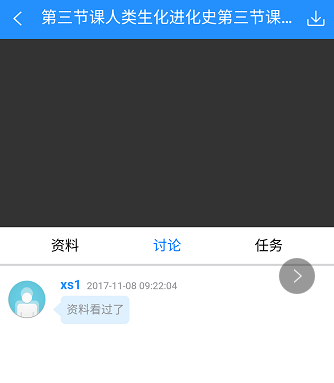 第三节课人类生化进化史第三节课...
资料 讨论 任务
xs1 2017-11-08 09:22:04
资料看过了